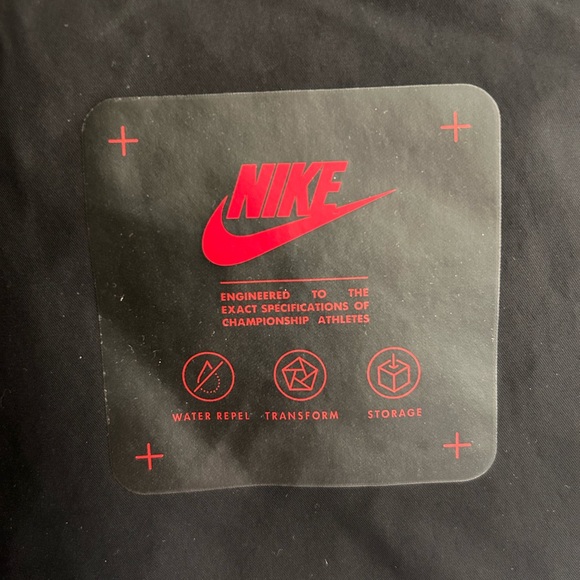 NIKE
ENGINEERED TO THE
EXACT SPECIFICATIONS OF
CHAMPIONSHIP ATHLETES
WATER REPEL TRANSFORM STORAGE